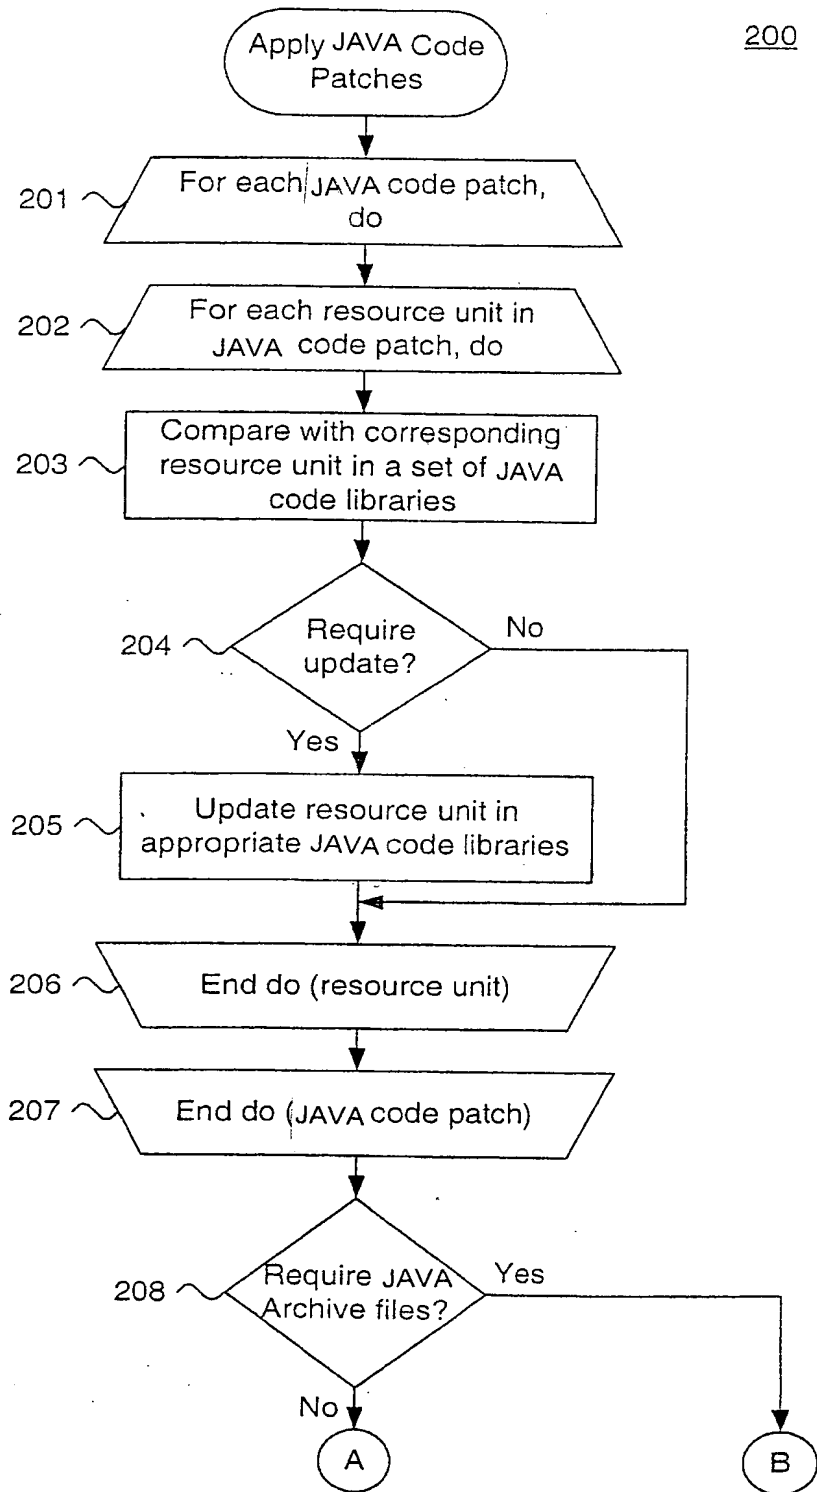 200
Apply JAVA Code
Patches
201
For each JAVA code patch,
do
202
For each resource unit in
JAVA code patch, do
203
Compare with corresponding
resource unit in a set of JAVA
code libraries
204
Require
update?
No
Yes
205
Update resource unit in
appropriate JAVA code libraries
206
End do (resource unit)
207
End do (JAVA code patch)
208
Require JAVA
Archive files?
Yes
No
A
B